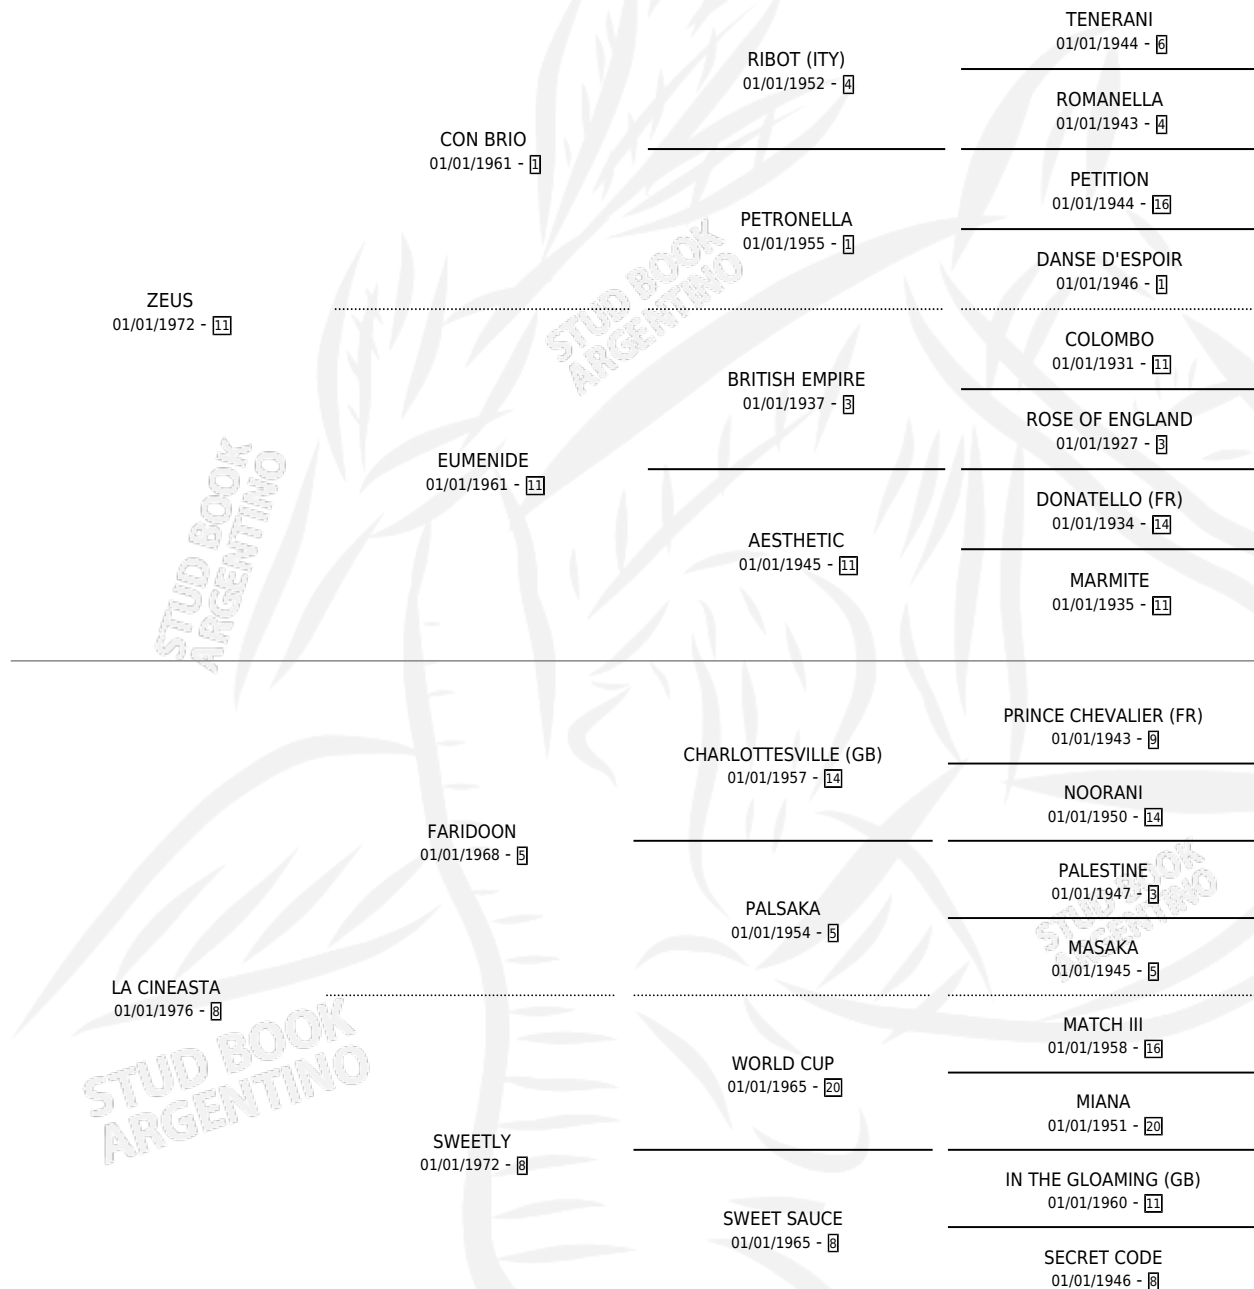 TENERANI
01/01/1944 - 6
RIBOT (ITY)
01/01/1952 - 4
ROMANELLA
01/01/1943 - 4
CON BRIO
01/01/1961 - 1
PETITION
01/01/1944 - 16
PETRONELLA
01/01/1955 - 1
DANSE D'ESPOIR
01/01/1946 - 1
ZEUS
01/01/1972 - 11
COLOMBO
01/01/1931 - 11
BRITISH EMPIRE
01/01/1937 - 3
ROSE OF ENGLAND
01/01/1927 - 3
EUMENIDE
01/01/1961 - 11
DONATELLO (FR)
01/01/1934 - 14
AESTHETIC
01/01/1945 - 11
MARMITE
01/01/1935 - 11
PRINCE CHEVALIER (FR)
01/01/1943 - 9
CHARLOTTESVILLE (GB)
01/01/1957 - 14
NOORANI
01/01/1950 - 14
FARIDOON
01/01/1968 - 5
PALESTINE
01/01/1947 - 3
PALSAKA
01/01/1954 - 5
MASAKA
01/01/1945 - 5
LA CINEASTA
01/01/1976 - 8
MATCH III
01/01/1958 - 16
WORLD CUP
01/01/1965 - 20
MIANA
01/01/1951 - 20
SWEETLY
01/01/1972 - 8
IN THE GLOAMING (GB)
01/01/1960 - 11
SWEET SAUCE
01/01/1965 - 8
SECRET CODE
01/01/1946 - 8
STUD BOOK
ARGENTINO
STUD BOOK
ARGENTINO
STUD BOOK
ARGENTINO
STUD BOOK
ARGENTINO